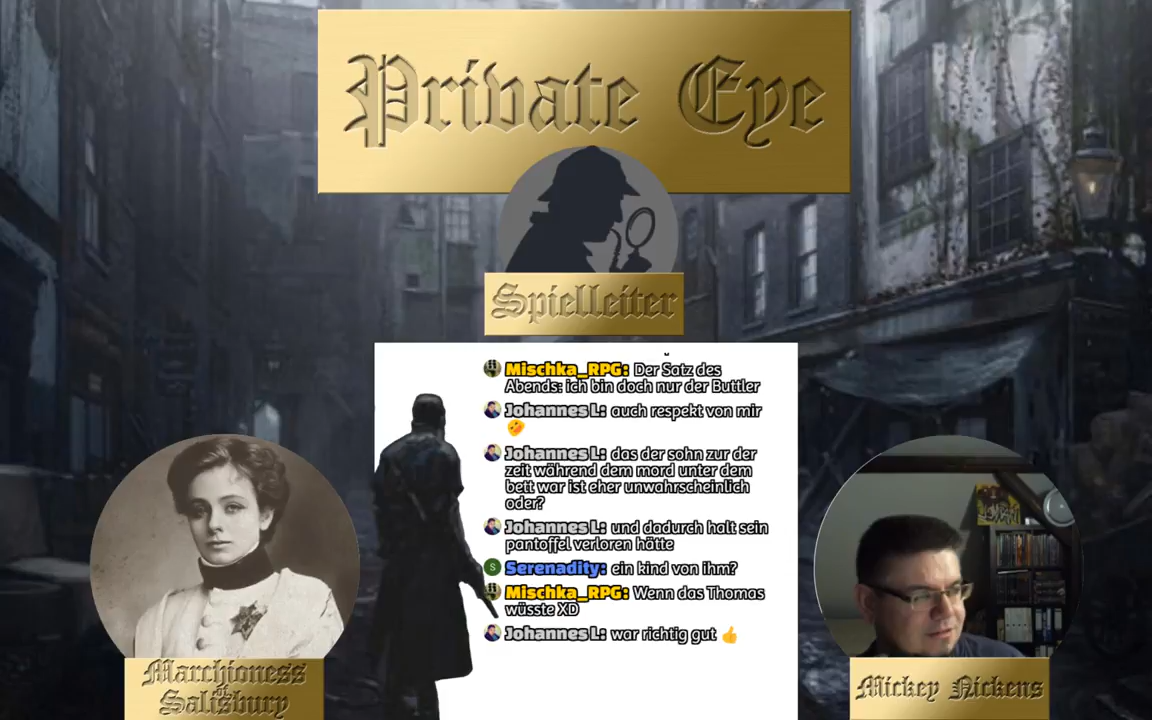 Private Eye
Spielleiter
Mischka_RPG: Der Satz des
Abends: ich bin doch nur der Buttler
Johannes L.: auch respekt von mir
Johannes L.: das der sohn zur der
zeit während dem mord unter dem
bett war ist eher unwahrscheinlich
oder?
Johannes L.: und dadurch halt sein
pantoffel verloren hätte
S Serenadity: ein kind von ihm?
Mischka_RPG: Wenn das Thomas
wüsste XD
Johannes L.: war richtig gut 👍
Marchioness
of
Salisbury
Mickey Nickens